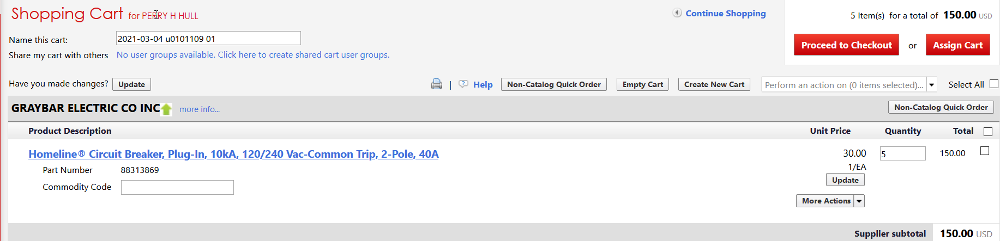 Shopping Cart for PERRY H HULL
Continue Shopping
5 Item(s) for a total of 150.00 USD
Name this cart: 2021-03-04 u0101109 01
Proceed to Checkout or Assign Cart
Share my cart with others No user groups available. Click here to create shared cart user groups.
Have you made changes? Update | Help Non-Catalog Quick Order Empty Cart Create New Cart Perform an action on (0 items selected)... Select All
GRAYBAR ELECTRIC CO INC more info... Non-Catalog Quick Order
Product Description Unit Price Quantity Total
Homeline® Circuit Breaker, Plug-In, 10kA, 120/240 Vac-Common Trip, 2-Pole, 40A 30.00 5 150.00
1/EA
Part Number 88313869
Update
Commodity Code
More Actions
Supplier subtotal 150.00 USD